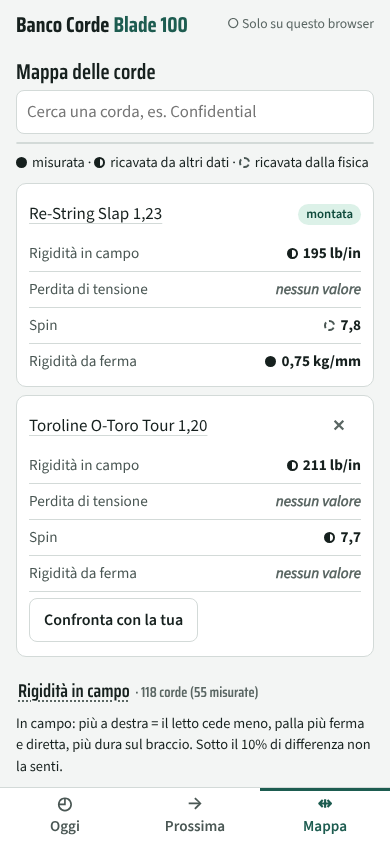 Banco Corde Blade 100
Solo su questo browser
Mappa delle corde
Cerca una corda, es. Confidential
misurata · ricavata da altri dati · ricavata dalla fisica
Re-String Slap 1,23
montata
Rigidità in campo 195 lb/in
Perdita di tensione nessun valore
Spin 7,8
Rigidità da ferma 0,75 kg/mm
Toroline O-Toro Tour 1,20 ×
Rigidità in campo 211 lb/in
Perdita di tensione nessun valore
Spin 7,7
Rigidità da ferma nessun valore
Confronta con la tua
Rigidità in campo · 118 corde (55 misurate)
In campo: più a destra = il letto cede meno, palla più ferma
e diretta, più dura sul braccio. Sotto il 10% di differenza non
la senti.
Oggi
Prossima
Mappa